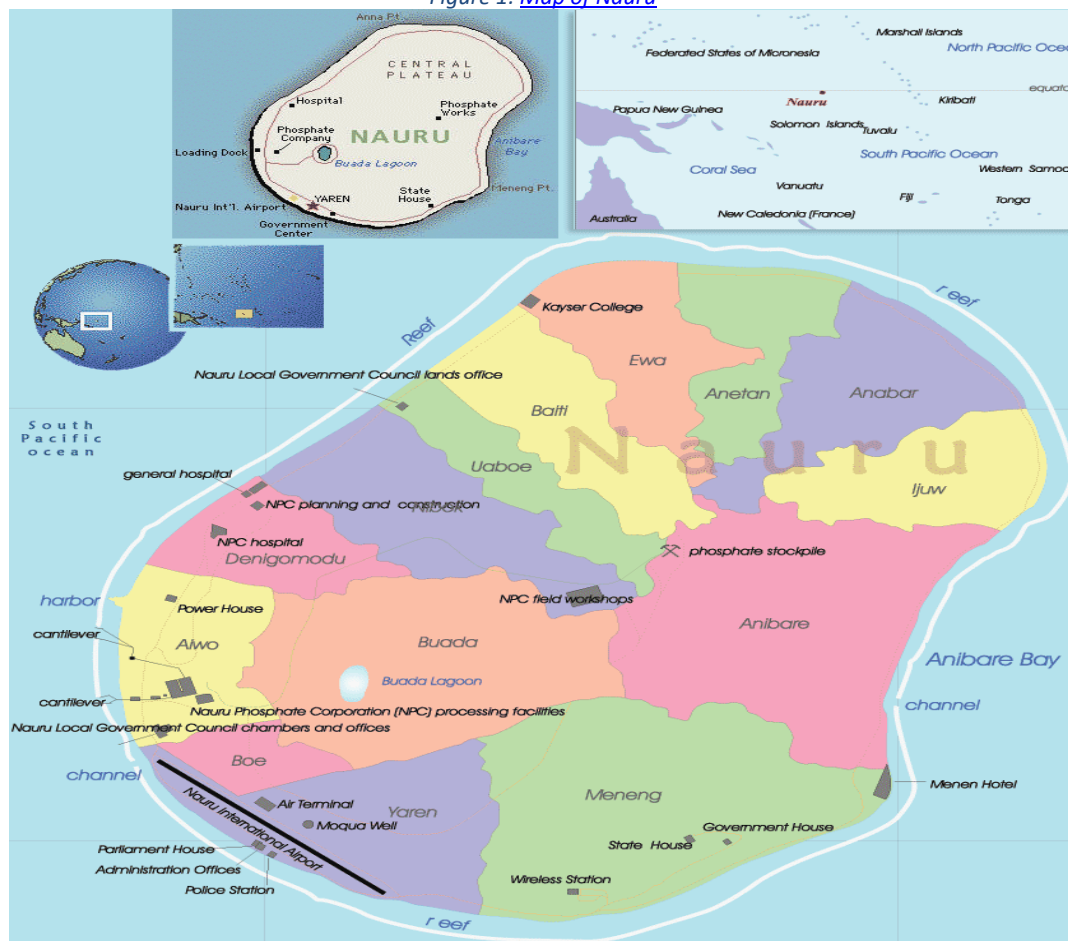 Figure 1: Map of Nauru
Anna Pt.
CENTRAL
PLATEAU
Hospital
Phosphate
Works
Phosphate
Company
NAURU
Loading Dock
Anibare
Bay
Buada Lagoon
Meneng Pt.
YAREN
State
House
Nauru Int'l. Airport
Government
Center
Marshall Islands
North Pacific Ocea
Federated States of Micronesia
equato
Nauru
Kiribati
Papua New Guinea
Solomon Islands
Tuvalu
South Pacific Ocean
Coral Sea
Western Samoa
Vanuatu
Fiji
Tonga
New Caledonia (France)
Australia
reef
Reef
Kayser College
Ewa
Nauru Local Government Council lands office
Anetan
Anabar
Baiti
South
Pacific
ocean
Nauru
Uaboe
general hospital
Ijuw
NPC planning and construction
Nibok
NPC hospital
Denigomodu
phosphate stockpile
harbor
Power House
NPC field workshops
Anibare
cantilever
Aiwo
Buada
Anibare Bay
Buada Lagoon
cantilever
channel
Nauru Phosphate Corporation (NPC) processing facilities
Nauru Local Government Council chambers and offices
Boe
channel
Menen Hotel
Meneng
Air Terminal
Yaren
Moqua Well
Nauru International Airport
Government House
State House
Parliament House
Administration Offices
Police Station
Wireless Station
reef